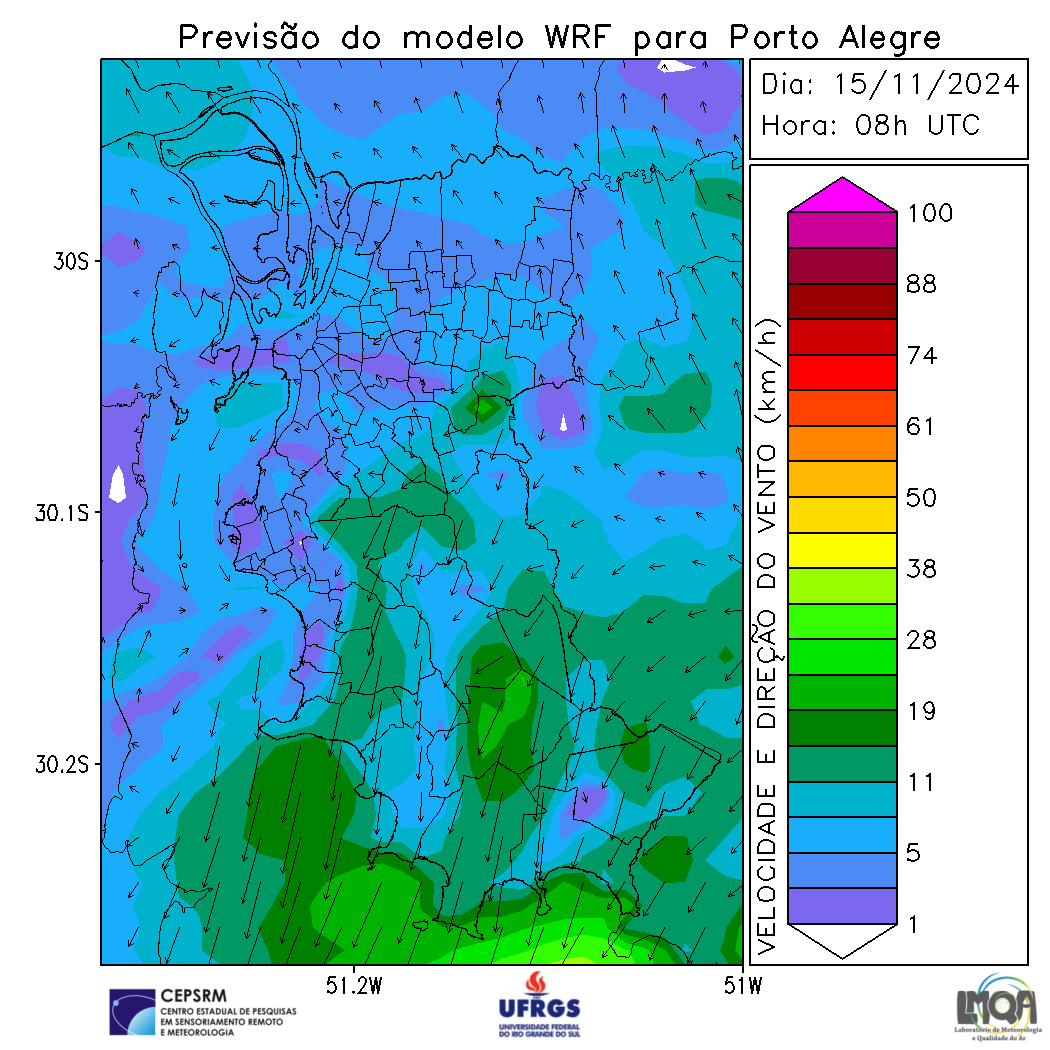 Previsão do modelo WRF para Porto Alegre
Dia: 15/11/2024
Hora: 08h UTC
30S
30.1S
30.2S
51.2W
51W
VELOCIDADE E DIREÇÃO DO VENTO (km/h)
100
88
74
61
50
38
28
19
11
5
1
CEPSRM
CENTRO ESTADUAL DE PESQUISAS
EM SENSORIAMENTO REMOTO
E METEOROLOGIA
UFRGS
UNIVERSIDADE FEDERAL
DO RIO GRANDE DO SUL
LMQA
Laboratório de Meteorologia
e Qualidade do Ar